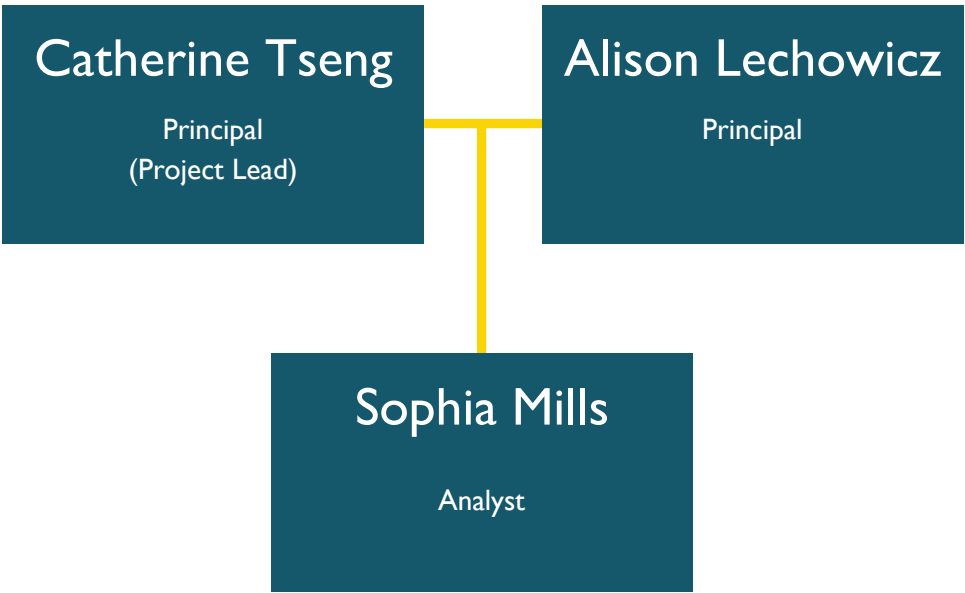 Catherine Tseng
Principal
(Project Lead)
Alison Lechowicz
Principal
Sophia Mills
Analyst